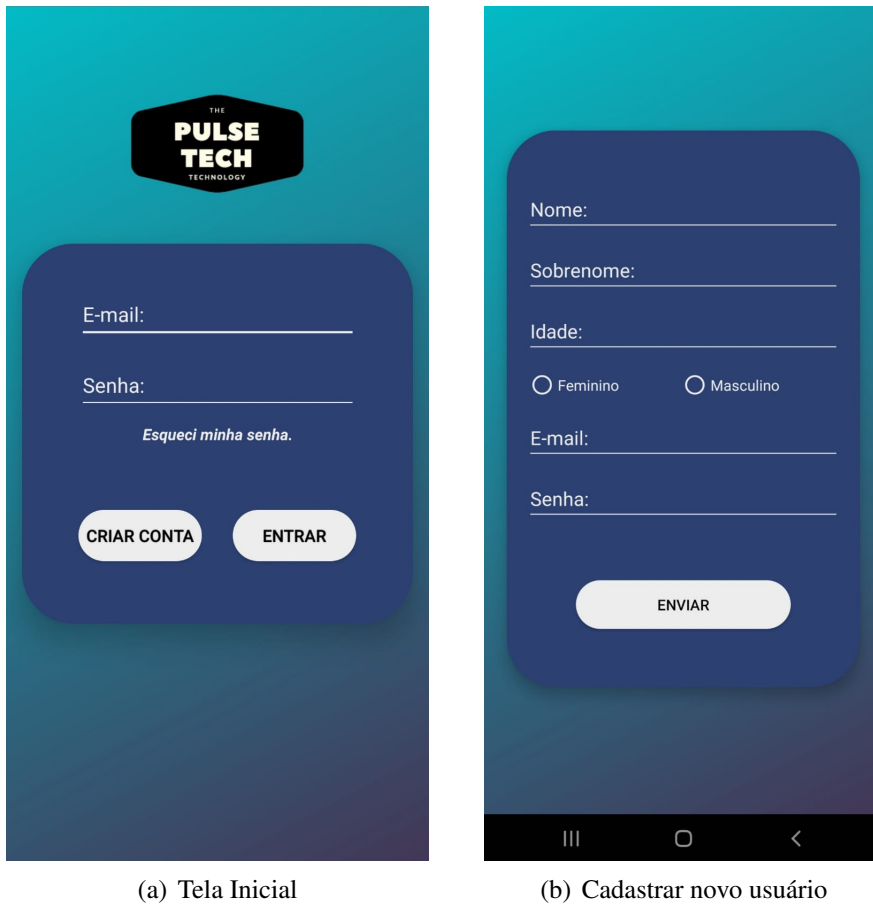 THE
PULSE
TECH
TECHNOLOGY
E-mail:
Senha:
Esqueci minha senha.
CRIAR CONTA
ENTRAR
(a) Tela Inicial
Nome:
Sobrenome:
Idade:
Feminino
Masculino
E-mail:
Senha:
ENVIAR
(b) Cadastrar novo usuário